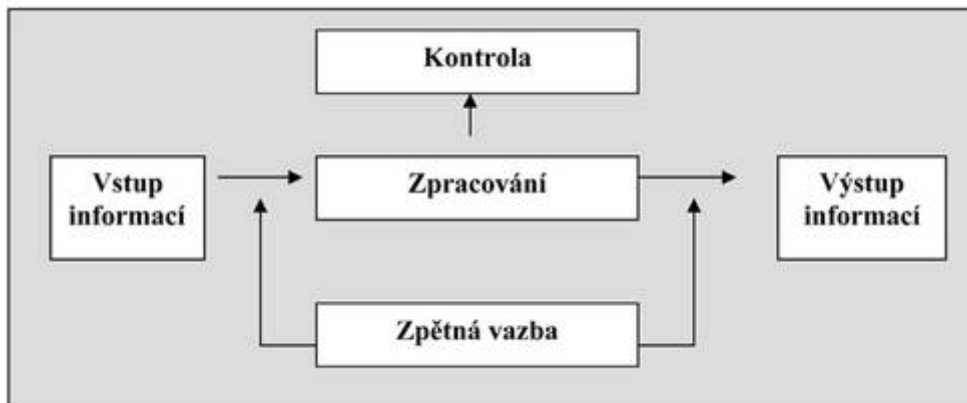 Kontrola
Vstup
informací
Zpracování
Výstup
informací
Zpětná vazba